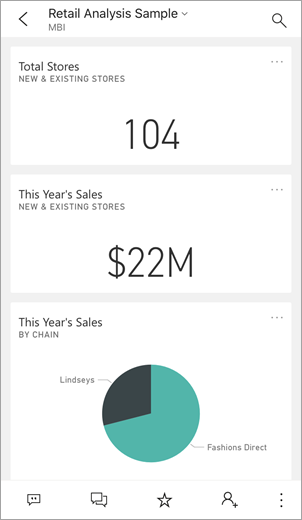 Retail Analysis Sample
MBI
Total Stores
NEW & EXISTING STORES
104
This Year's Sales
NEW & EXISTING STORES
$22M
This Year's Sales
BY CHAIN
Lindseys
Fashions Direct